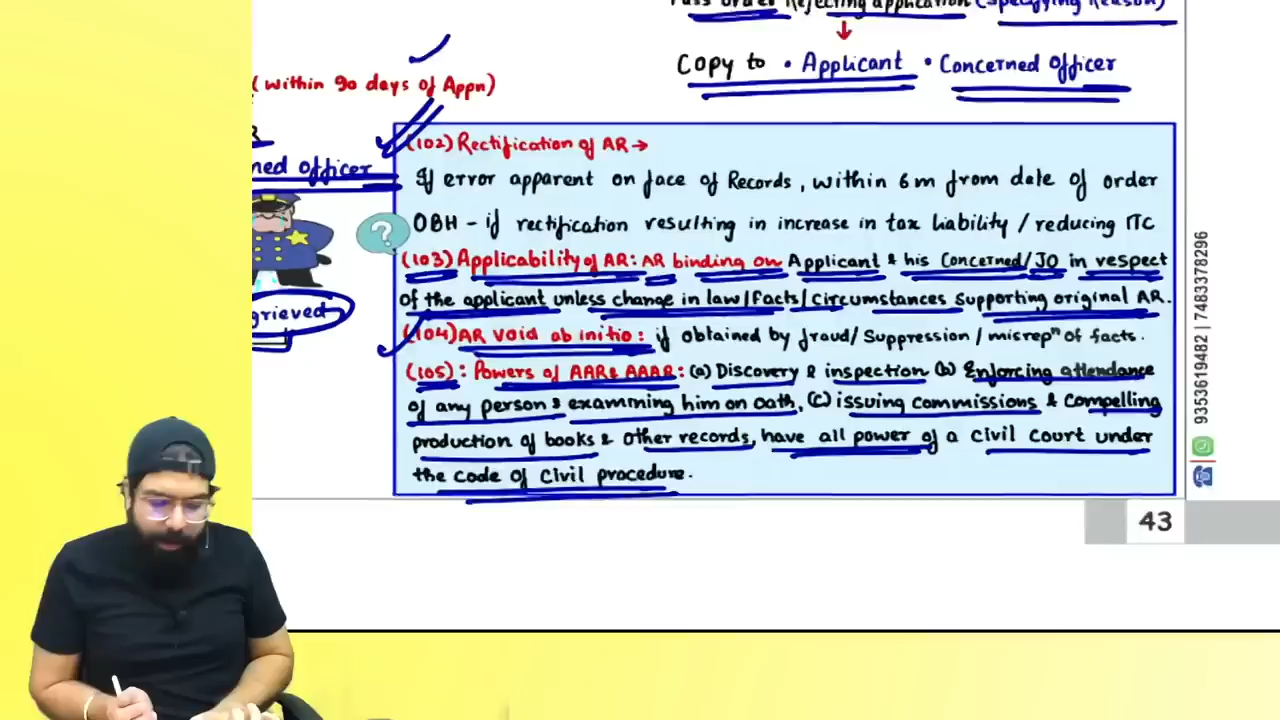 Pass order Rejecting application (Specifying Reason)
Copy to • Applicant • Concerned officer
(within 90 days of Appn)
ned officer
grieved
(102) Rectification of AR →
If error apparent on face of Records, within 6m from date of order
OBH - if rectification resulting in increase in tax liability / reducing ITC
(103) Applicability of AR: AR binding on Applicant & his Concerned/JO in respect
of the applicant unless change in law/facts/circumstances supporting original AR.
(104) AR void ab initio: if obtained by fraud/Suppression/misrepⁿ of facts.
(105): Powers of AAR & AAAR: (a) Discovery & inspection (b) Enforcing attendance
of any person & examining him on oath, (c) issuing commissions & compelling
production of books & other records, have all power of a civil court under
the code of civil procedure.
43
9353619482 | 7483378296